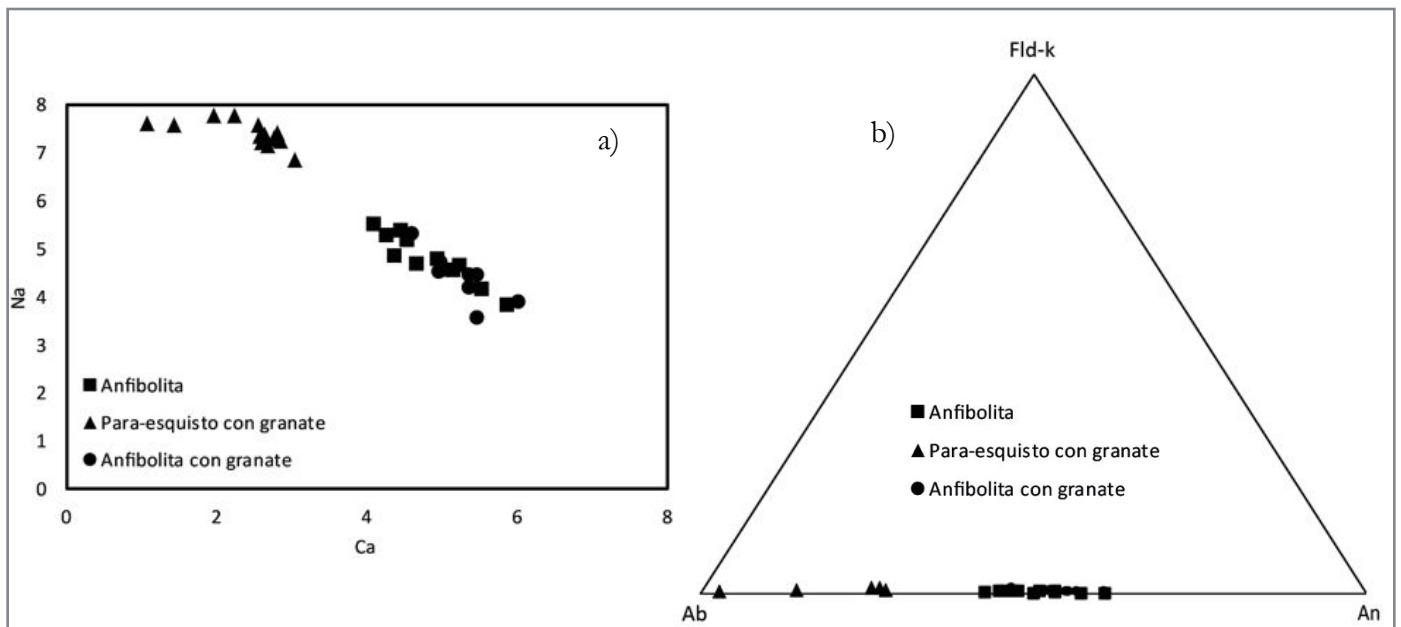 a)
8
7
6
5
4
3
2
1
0
Na
Anfibolita
Para-esquisto con granate
Anfibolita con granate
0 2 4 6 8
Ca
b)
Fld-k
Anfibolita
Para-esquisto con granate
Anfibolita con granate
Ab An